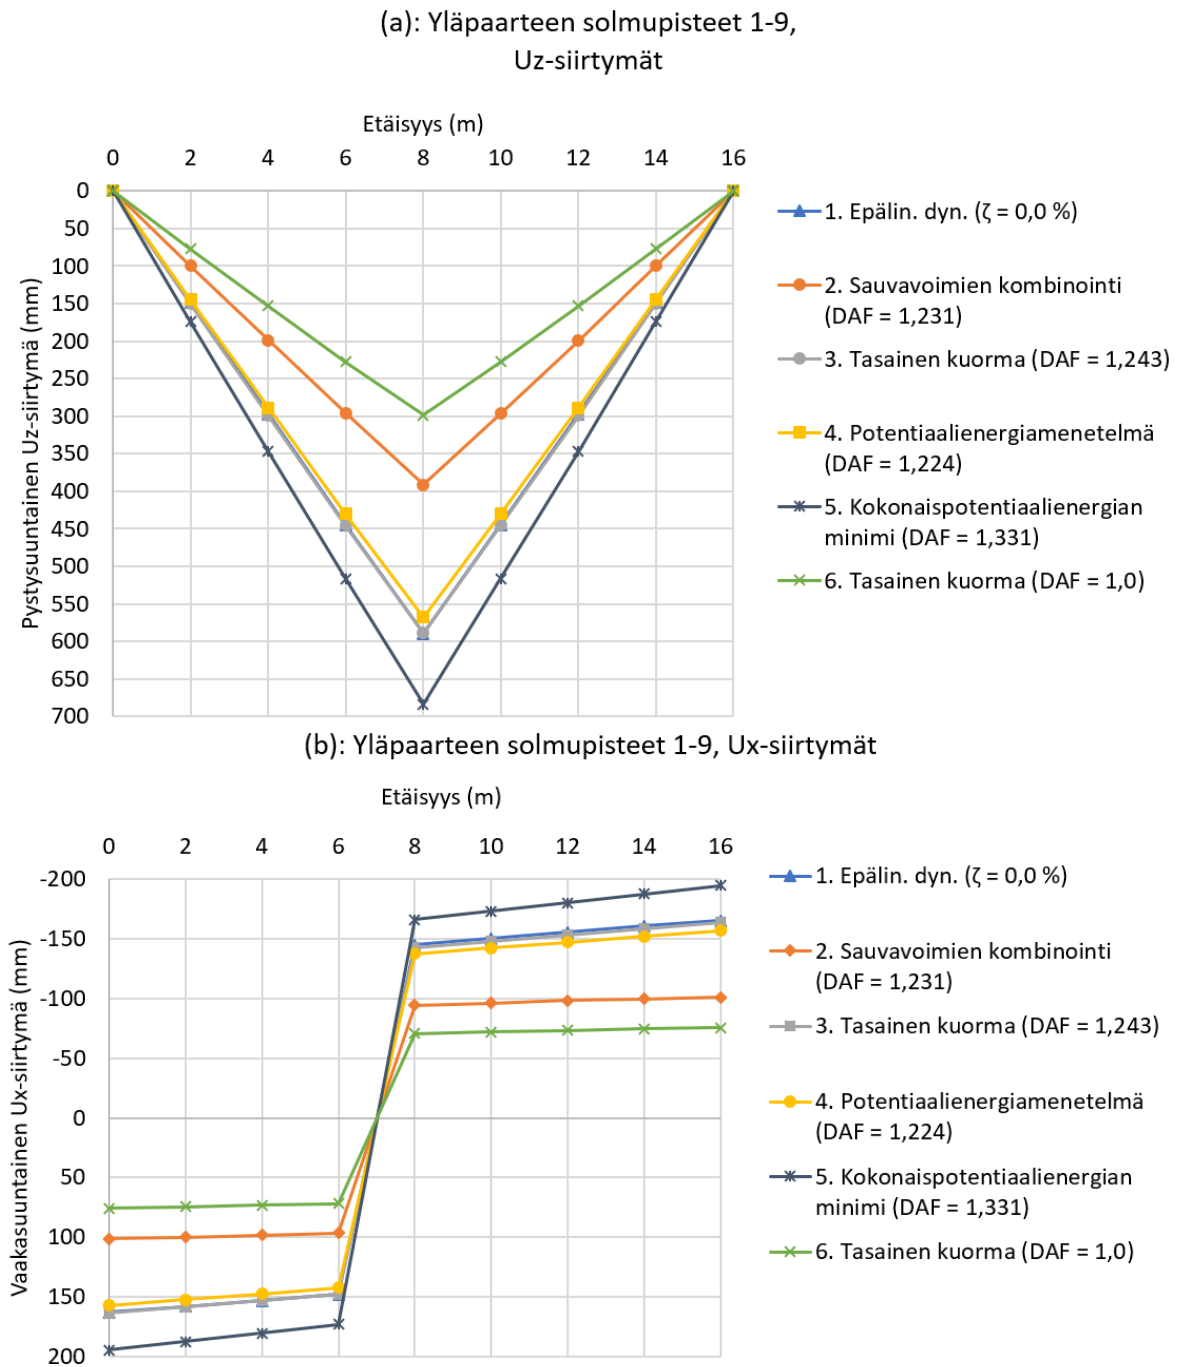 (a): Yläpaarteen solmupisteet 1-9,
Uz-siirtymät
Etäisyys (m)
0 2 4 6 8 10 12 14 16
Pystysuuntainen Uz-siirtymä (mm)
0
50
100
150
200
250
300
350
400
450
500
550
600
650
700
1. Epälin. dyn. (ζ = 0,0 %)
2. Sauvavoimien kombinointi
(DAF = 1,231)
3. Tasainen kuorma (DAF = 1,243)
4. Potentiaalienergiamenetelmä
(DAF = 1,224)
5. Kokonaispotentiaalienergian
minimi (DAF = 1,331)
6. Tasainen kuorma (DAF = 1,0)
(b): Yläpaarteen solmupisteet 1-9, Ux-siirtymät
Etäisyys (m)
0 2 4 6 8 10 12 14 16
Vaakasuuntainen Ux-siirtymä (mm)
-200
-150
-100
-50
0
50
100
150
200
1. Epälin. dyn. (ζ = 0,0 %)
2. Sauvavoimien kombinointi
(DAF = 1,231)
3. Tasainen kuorma (DAF = 1,243)
4. Potentiaalienergiamenetelmä
(DAF = 1,224)
5. Kokonaispotentiaalienergian
minimi (DAF = 1,331)
6. Tasainen kuorma (DAF = 1,0)